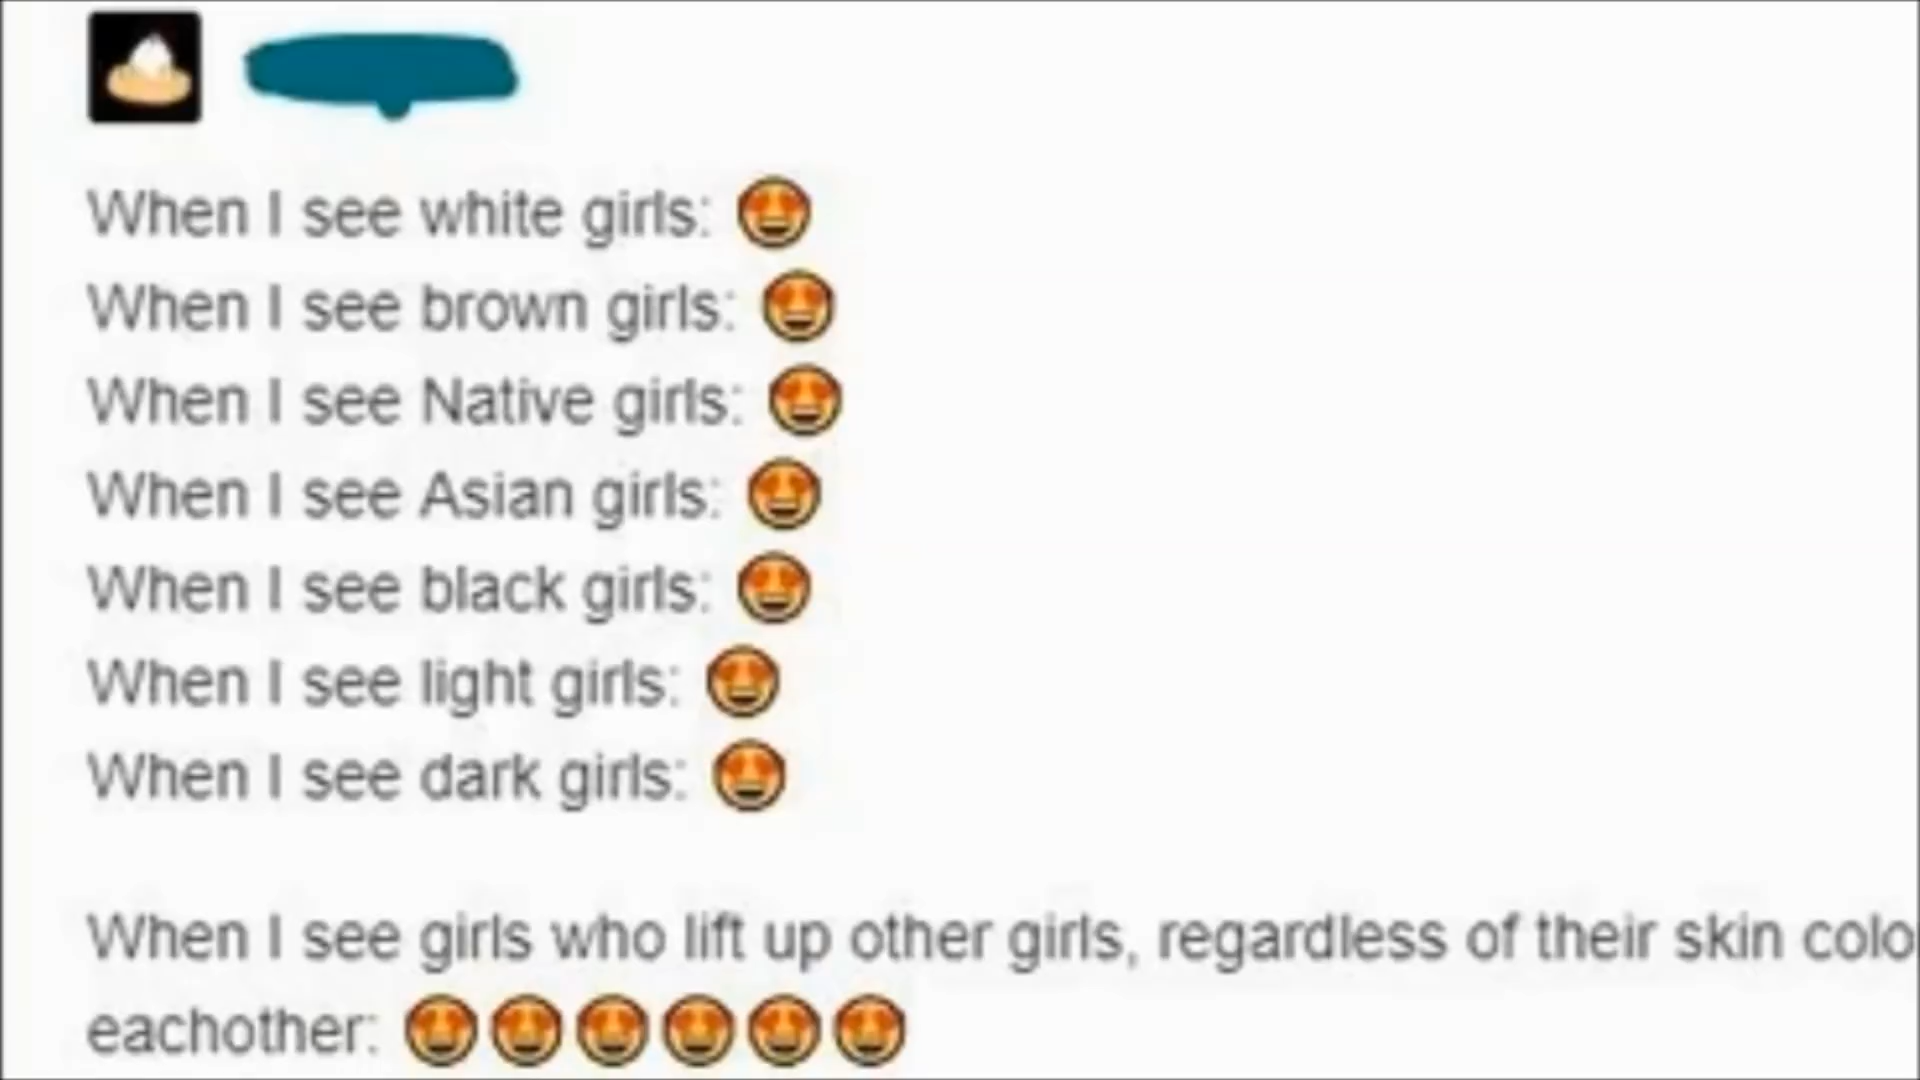 When I see white girls: 😍
When I see brown girls: 😍
When I see Native girls: 😍
When I see Asian girls: 😍
When I see black girls: 😍
When I see light girls: 😍
When I see dark girls: 😍
When I see girls who lift up other girls, regardless of their skin colo
eachother: 😍😍😍😍😍😍